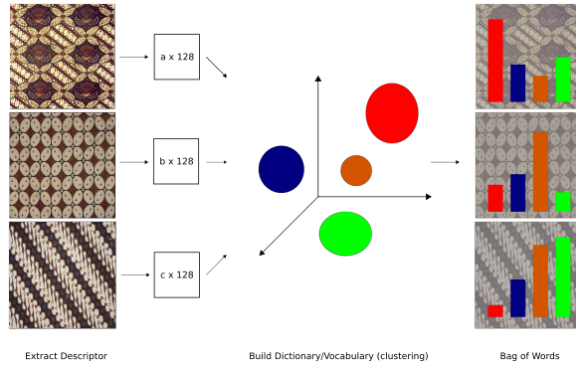 a x 128
b x 128
c x 128
Extract Descriptor
Build Dictionary/Vocabulary (clustering)
Bag of Words